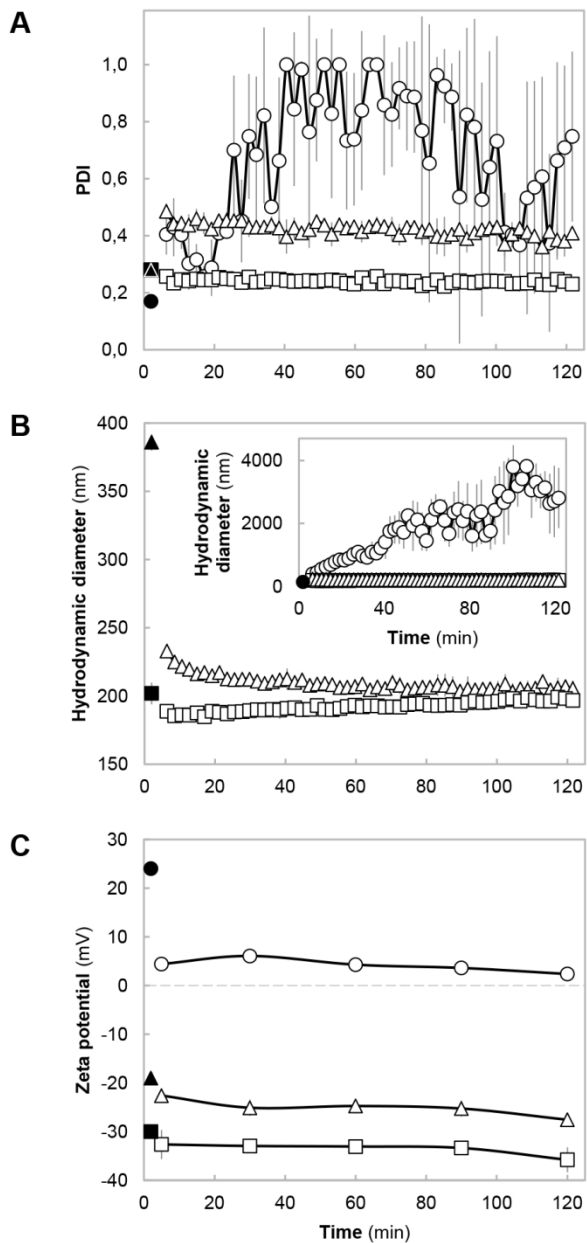 A
PDI
1,0
0,8
0,6
0,4
0,2
0,0
0 20 40 60 80 100 120
B
Hydrodynamic diameter (nm)
400
350
300
250
200
150
0 20 40 60 80 100 120
Hydrodynamic
diameter (nm)
4000
2000
0
0 40 80 120
Time (min)
C
Zeta potential (mV)
30
20
10
0
-10
-20
-30
-40
0 20 40 60 80 100 120
Time (min)